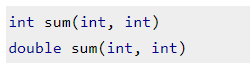 int sum(int, int)
double sum(int, int)